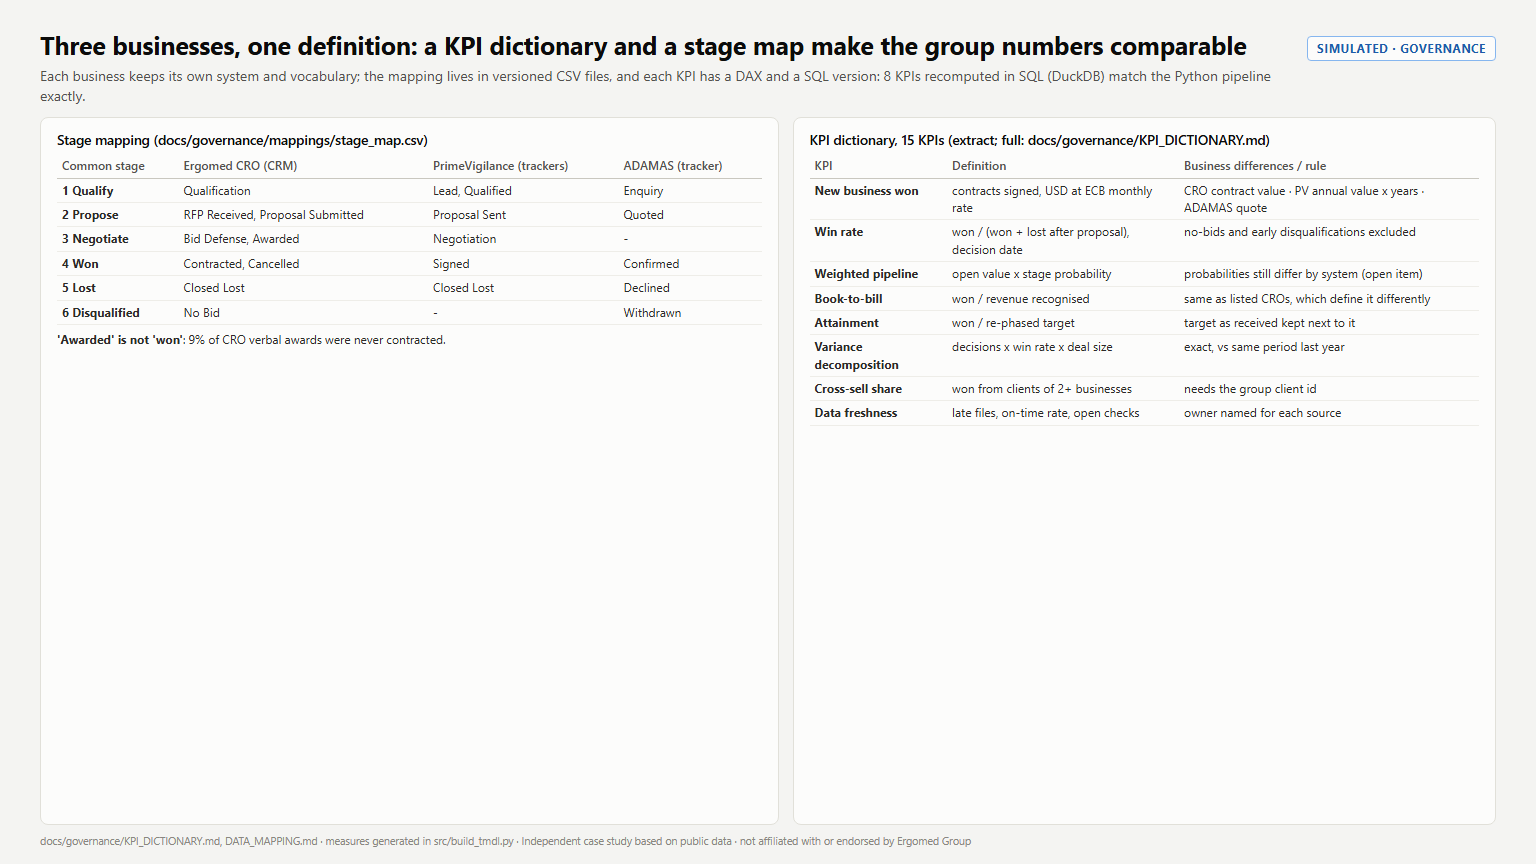 Three businesses, one definition: a KPI dictionary and a stage map make the group numbers comparable
SIMULATED · GOVERNANCE
Each business keeps its own system and vocabulary; the mapping lives in versioned CSV files, and each KPI has a DAX and a SQL version: 8 KPIs recomputed in SQL (DuckDB) match the Python pipeline
exactly.
Stage mapping (docs/governance/mappings/stage_map.csv)
Common stage Ergomed CRO (CRM) PrimeVigilance (trackers) ADAMAS (tracker)
1 Qualify Qualification Lead, Qualified Enquiry
2 Propose RFP Received, Proposal Submitted Proposal Sent Quoted
3 Negotiate Bid Defense, Awarded Negotiation -
4 Won Contracted, Cancelled Signed Confirmed
5 Lost Closed Lost Closed Lost Declined
6 Disqualified No Bid - Withdrawn
'Awarded' is not 'won': 9% of CRO verbal awards were never contracted.
KPI dictionary, 15 KPIs (extract; full: docs/governance/KPI_DICTIONARY.md)
KPI Definition Business differences / rule
New business won contracts signed, USD at ECB monthly CRO contract value · PV annual value x years ·
rate ADAMAS quote
Win rate won / (won + lost after proposal), no-bids and early disqualifications excluded
decision date
Weighted pipeline open value x stage probability probabilities still differ by system (open item)
Book-to-bill won / revenue recognised same as listed CROs, which define it differently
Attainment won / re-phased target target as received kept next to it
Variance decisions x win rate x deal size exact, vs same period last year
decomposition
Cross-sell share won from clients of 2+ businesses needs the group client id
Data freshness late files, on-time rate, open checks owner named for each source
docs/governance/KPI_DICTIONARY.md, DATA_MAPPING.md · measures generated in src/build_tmdl.py · Independent case study based on public data · not affiliated with or endorsed by Ergomed Group